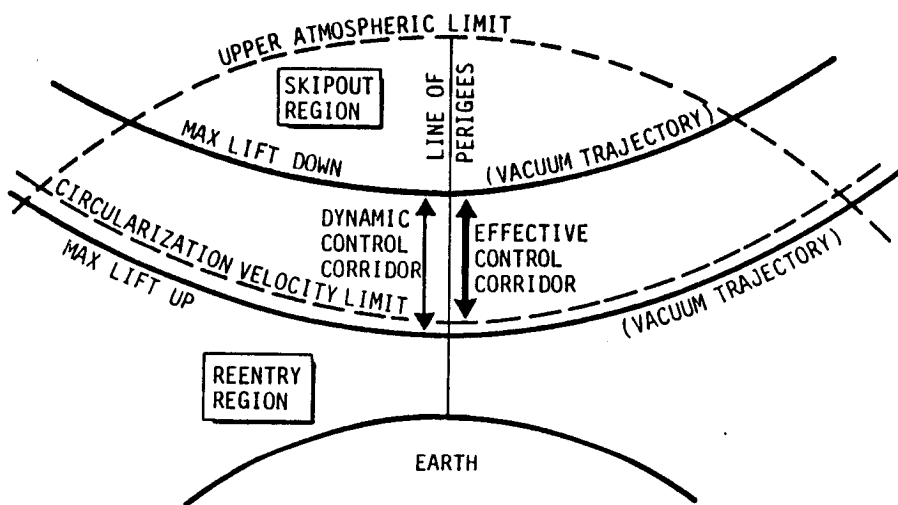 UPPER ATMOSPHERIC LIMIT
SKIPOUT
REGION
LINE OF
PERIGEES
MAX LIFT DOWN
(VACUUM TRAJECTORY)
CIRCULARIZATION VELOCITY LIMIT
MAX LIFT UP
DYNAMIC
CONTROL
CORRIDOR
EFFECTIVE
CONTROL
CORRIDOR
(VACUUM TRAJECTORY)
REENTRY
REGION
EARTH